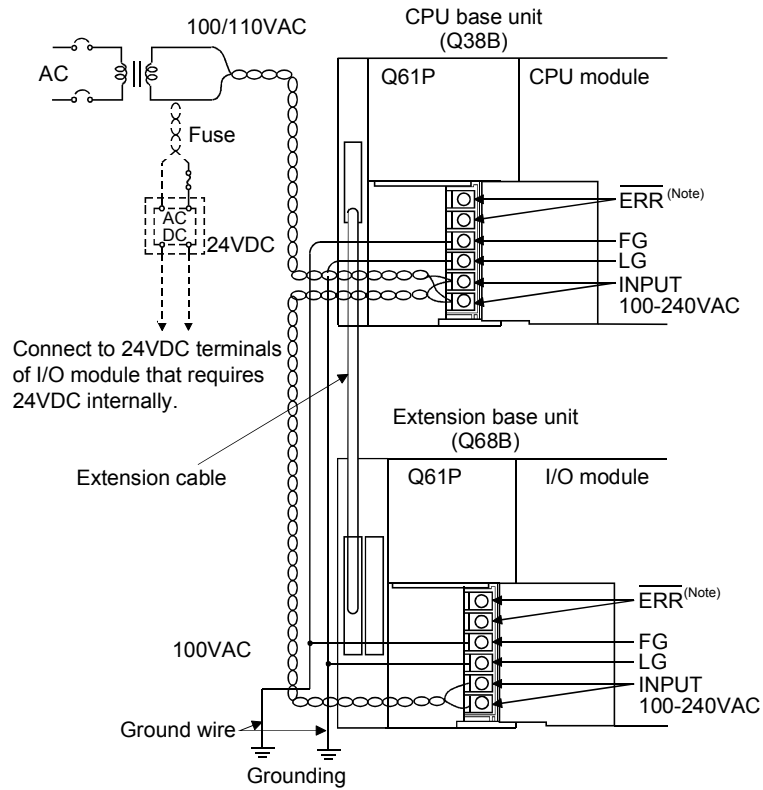 CPU base unit
(Q38B)
100/110VAC
AC
Q61P
CPU module
Fuse
AC
DC
24VDC
ERR (Note)
FG
LG
INPUT
100-240VAC
Connect to 24VDC terminals
of I/O module that requires
24VDC internally.
Extension cable
Extension base unit
(Q68B)
Q61P
I/O module
ERR (Note)
FG
LG
INPUT
100-240VAC
100VAC
Ground wire
Grounding